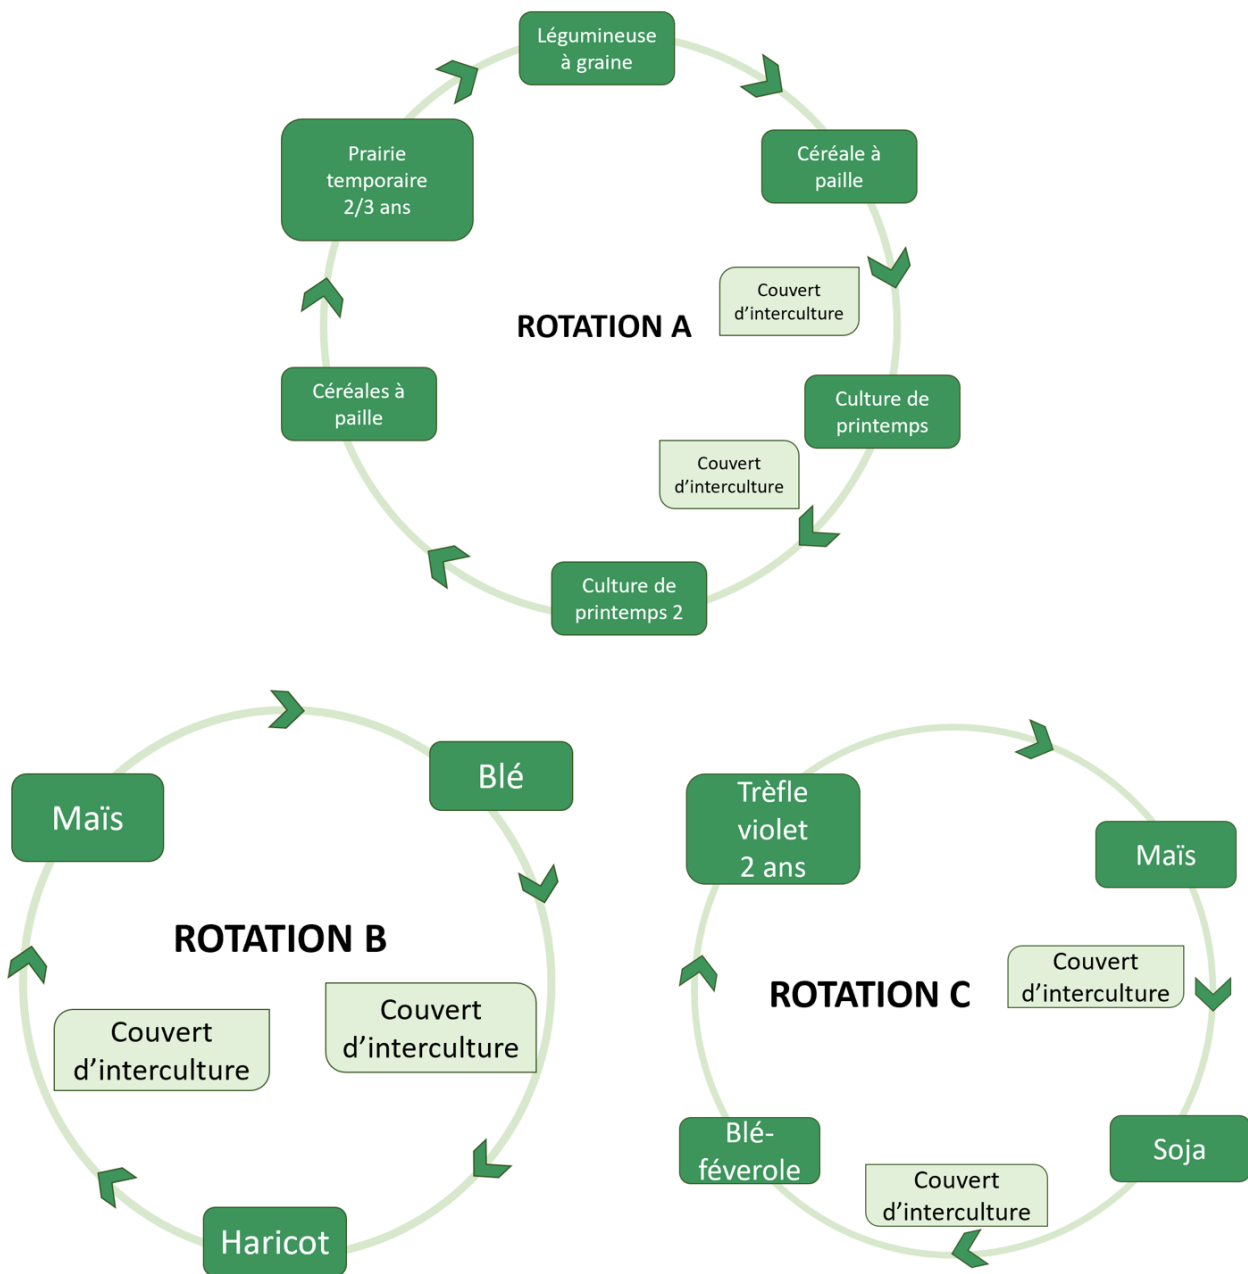 Légumineuse
à graine
Céréale à
paille
Prairie
temporaire
2/3 ans
Couvert
d’interculture
ROTATION A
Céréales à
paille
Culture de
printemps
Couvert
d’interculture
Culture de
printemps 2
Blé
Maïs
ROTATION B
Couvert
d’interculture
Couvert
d’interculture
Haricot
Trèfle
violet
2 ans
Maïs
Couvert
d’interculture
ROTATION C
Blé-
féverole
Soja
Couvert
d’interculture